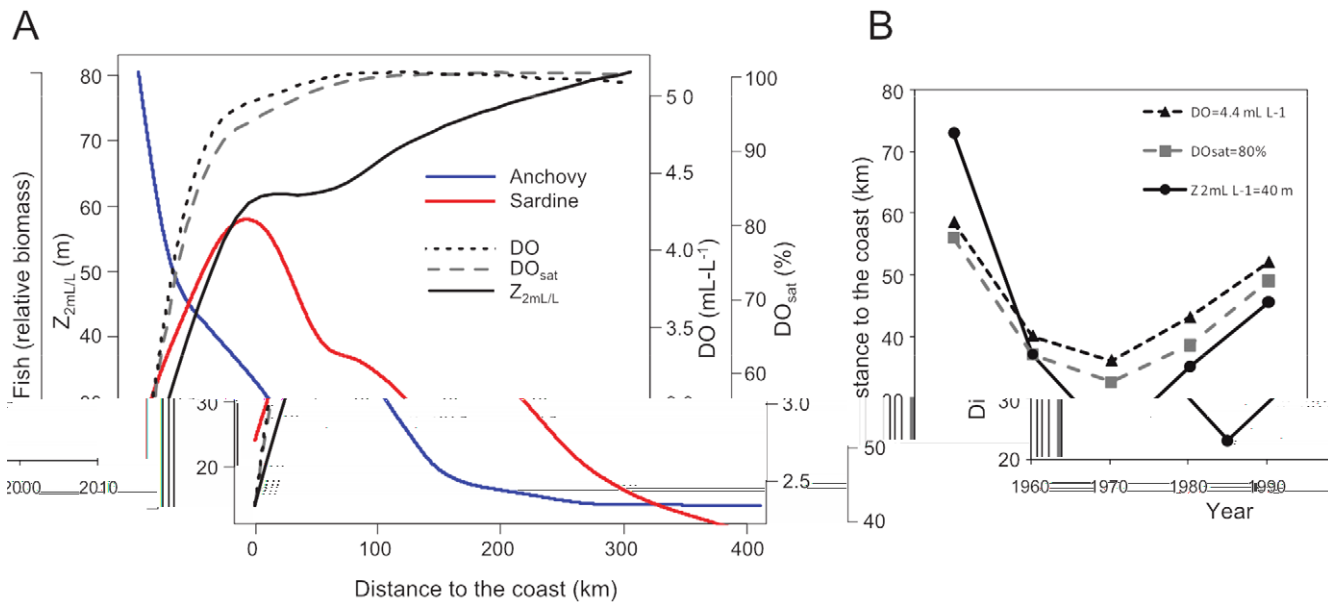 A
B
Fish (relative biomass)
Z2mL/L (m)
80
70
60
50
40
30
20
Anchovy
Sardine
DO
DOsat
Z2mL/L
5.0
4.5
4.0
3.5
3.0
2.5
DO (mL-L-1)
100
90
80
70
60
50
40
DOsat (%)
0
100
200
300
400
Distance to the coast (km)
2000
2010
80
70
60
50
40
30
20
stance to the coast (km)
Di
DO=4.4 mL L-1
DOsat=80%
Z 2mL L-1=40 m
1960
1970
1980
1990
Year